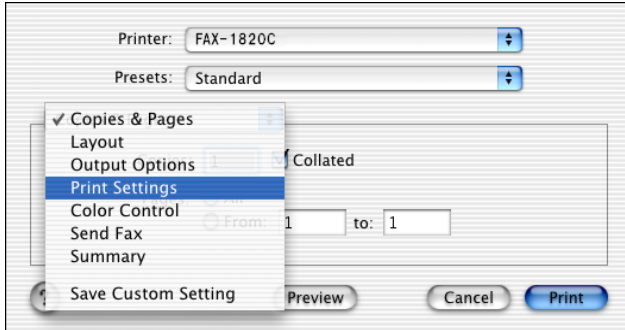 Printer: FAX-1820C
Presets: Standard
✓ Copies & Pages
Layout
Output Options
1 Collated
Print Settings
Color Control
From: 1 to: 1
Send Fax
Summary
Save Custom Setting
? Preview Cancel Print